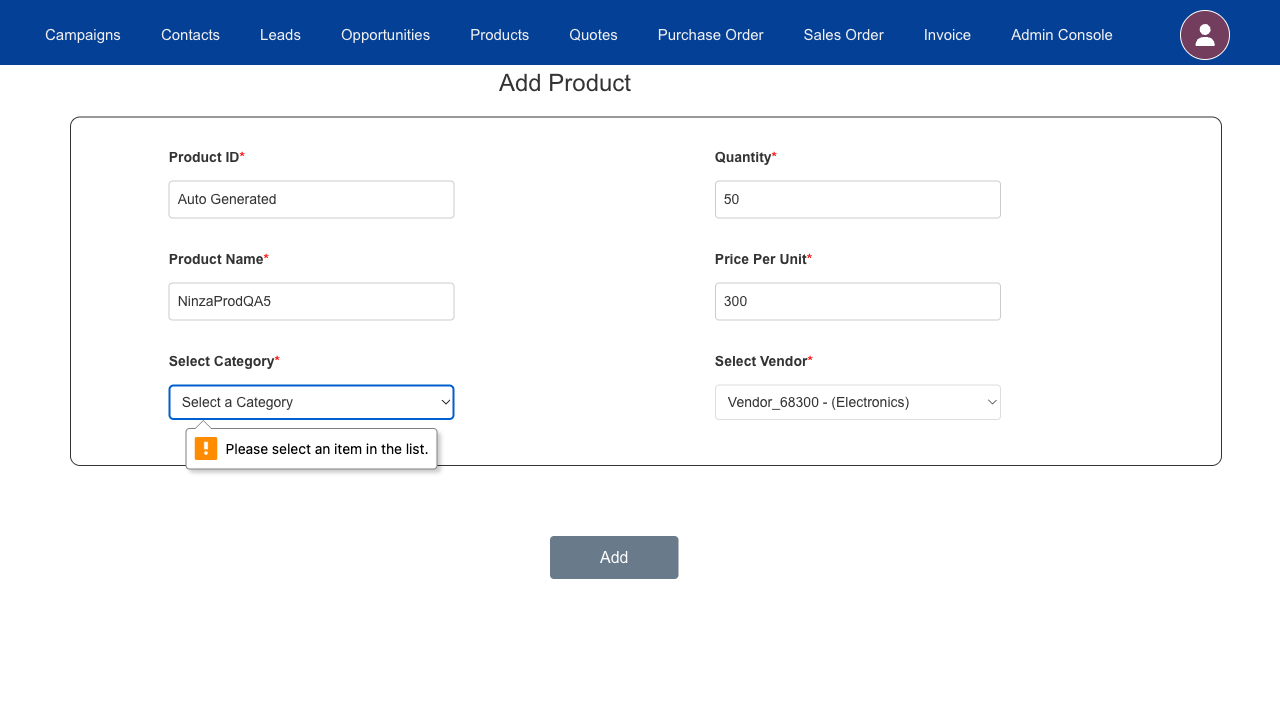 Campaigns Contacts Leads Opportunities Products Quotes Purchase Order Sales Order Invoice Admin Console
Add Product
Product ID* Quantity*
Auto Generated 50
Product Name* Price Per Unit*
NinzaProdQA5 300
Select Category* Select Vendor*
Select a Category Vendor_68300 - (Electronics)
Please select an item in the list.
Add